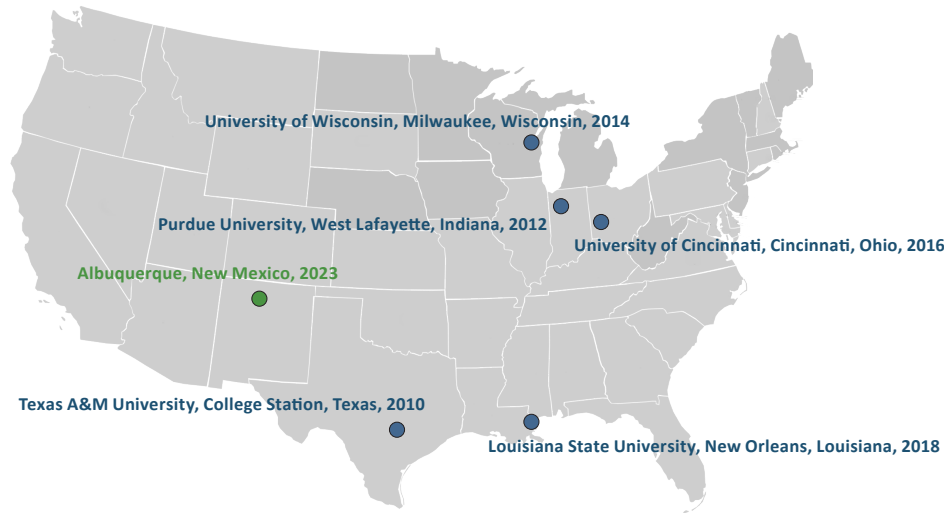 University of Wisconsin, Milwaukee, Wisconsin, 2014
Purdue University, West Lafayette, Indiana, 2012
University of Cincinnati, Cincinnati, Ohio, 2016
Albuquerque, New Mexico, 2023
Texas A&M University, College Station, Texas, 2010
Louisiana State University, New Orleans, Louisiana, 2018